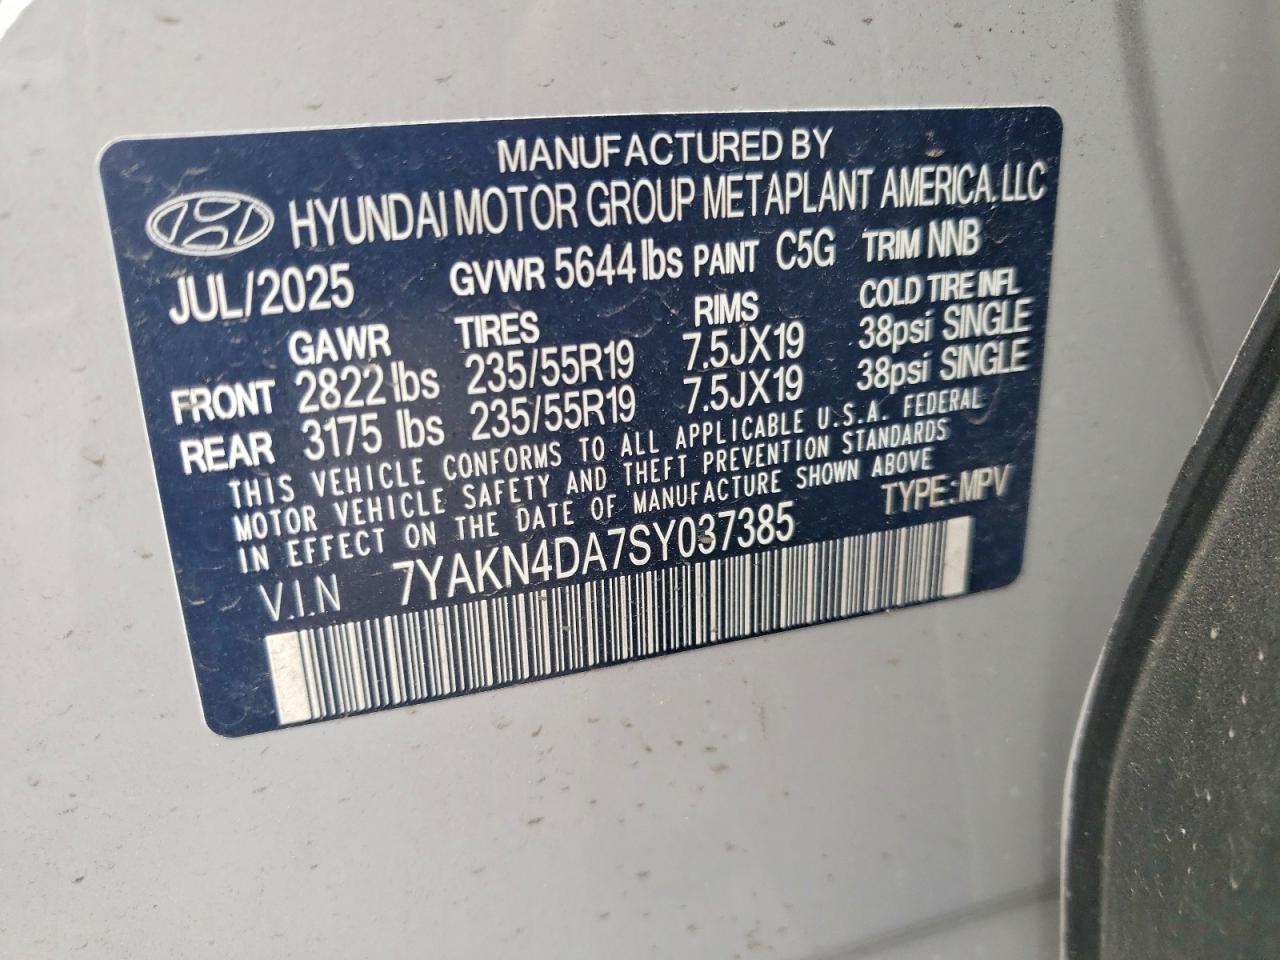 MANUFACTURED BY
HYUNDAI MOTOR GROUP METAPLANT AMERICA, LLC
JUL/2025 GVWR 5644 lbs PAINT C5G TRIM NNB
GAWR TIRES RIMS COLD TIRE INFL
FRONT 2822 lbs 235/55R19 7.5JX19 38psi SINGLE
REAR 3175 lbs 235/55R19 7.5JX19 38psi SINGLE
THIS VEHICLE CONFORMS TO ALL APPLICABLE U.S.A. FEDERAL
MOTOR VEHICLE SAFETY AND THEFT PREVENTION STANDARDS
IN EFFECT ON THE DATE OF MANUFACTURE SHOWN ABOVE
V.I.N 7YAKN4DA7SY037385 TYPE:MPV